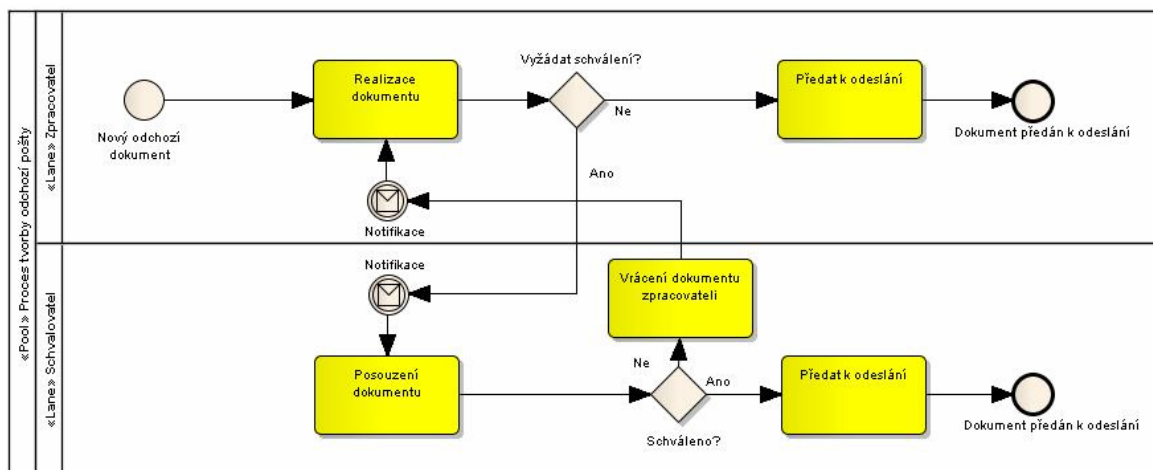 «Pool» Proces tvorby odchozí pošty
«Lane» Zpracovatel
Nový odchozí
dokument
Realizace
dokumentu
Vyžádat schválení?
Ne
Ano
Předat k odeslání
Dokument předán k odeslání
Notifikace
«Lane» Schvalovatel
Notifikace
Posouzení
dokumentu
Vrácení dokumentu
zpracovateli
Ne
Ano
Schváleno?
Předat k odeslání
Dokument předán k odeslání